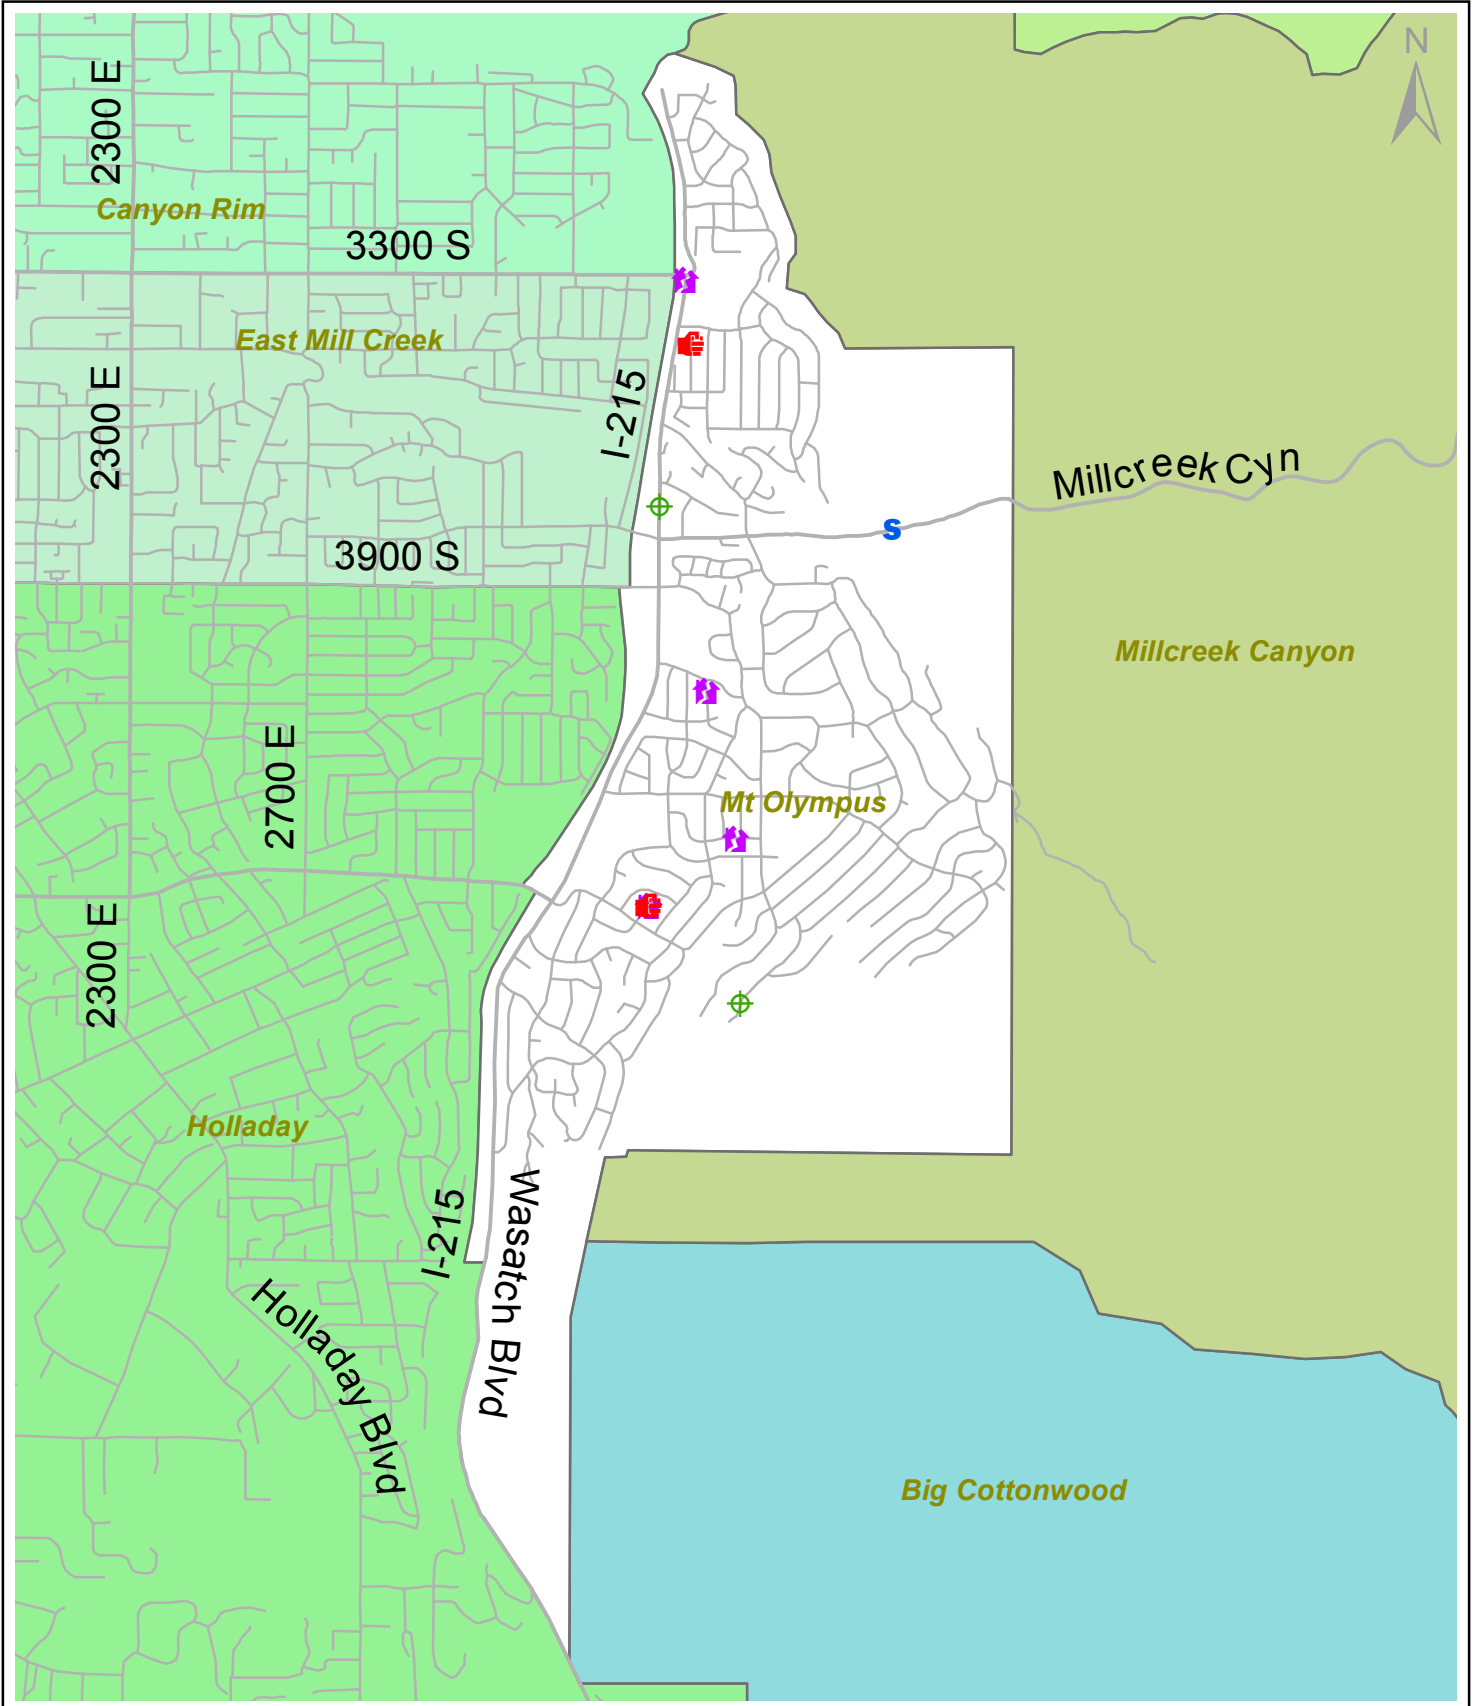 N
2300 E
Canyon Rim
3300 S
East Mill Creek
2300 E
I-215
Millcreek Cyn
S
3900 S
Millcreek Canyon
2700 E
Mt Olympus
2300 E
Holladay
I-215
Wasatch Blvd
Holladay Blvd
Big Cottonwood